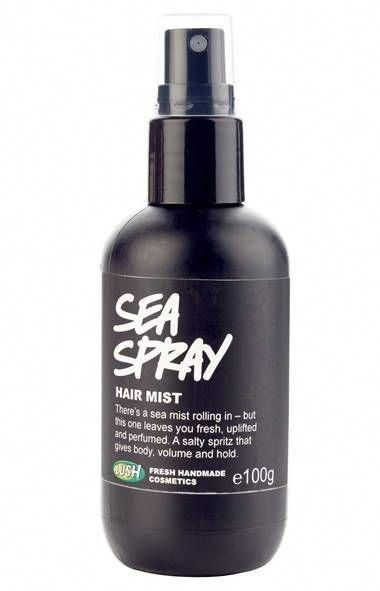 SEA
SPRAY
HAIR MIST
There's a sea mist rolling in – but
this one leaves you fresh, uplifted
and perfumed. A salty spritz that
gives body, volume and hold.
LUSH
FRESH HANDMADE
COSMETICS
℮100g